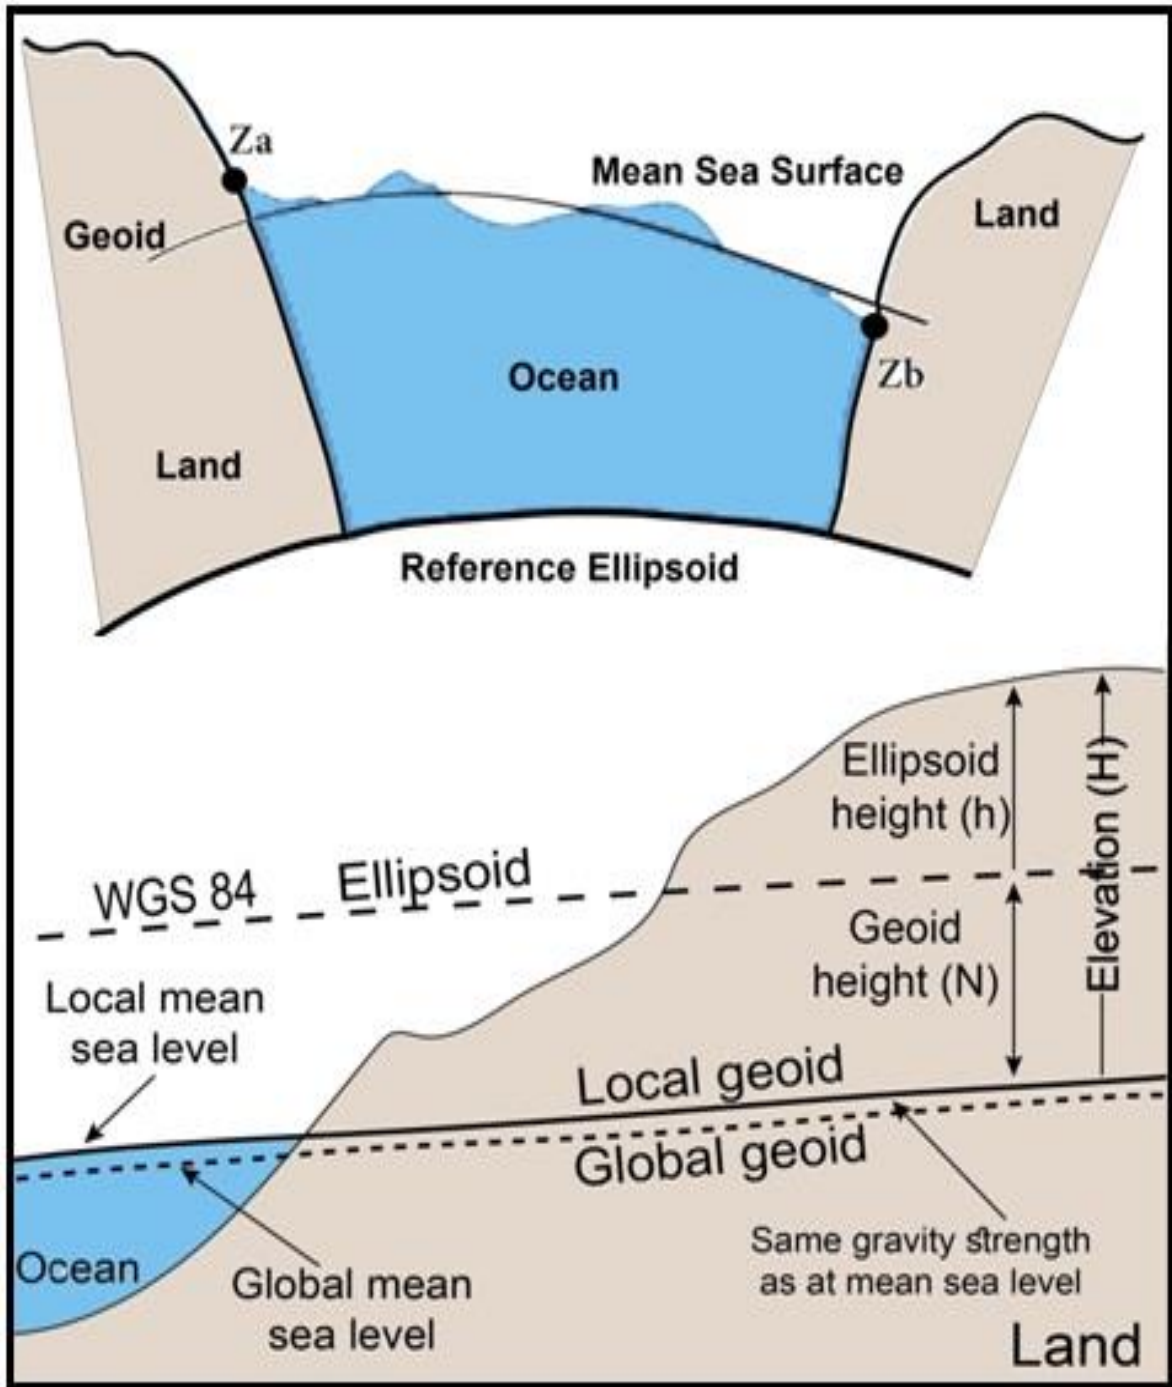 Za
Mean Sea Surface
Land
Geoid
Ocean
Zb
Land
Reference Ellipsoid
Ellipsoid
height (h)
Elevation (H)
WGS 84
Ellipsoid
Geoid
height (N)
Local mean
sea level
Local geoid
Global geoid
Same gravity strength
as at mean sea level
Ocean
Global mean
sea level
Land